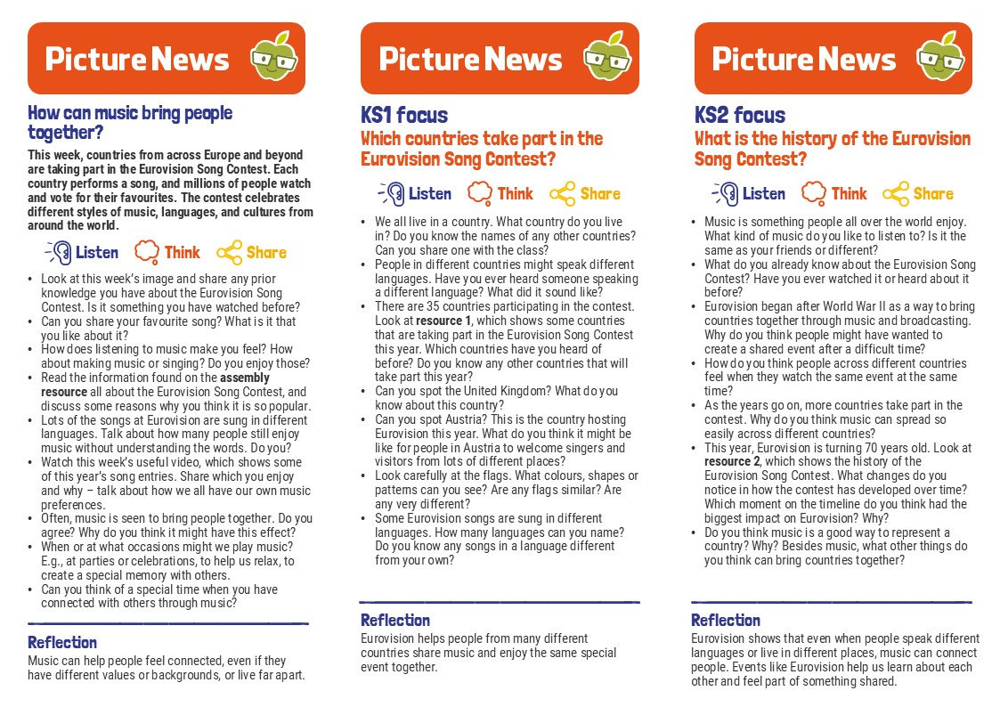 Picture News
How can music bring people
together?
This week, countries from across Europe and beyond
are taking part in the Eurovision Song Contest. Each
country performs a song, and millions of people watch
and vote for their favourites. The contest celebrates
different styles of music, languages, and cultures from
around the world.
Listen Think Share
• Look at this week's image and share any prior
knowledge you have about the Eurovision Song
Contest. Is it something you have watched before?
• Can you share your favourite song? What is it that
you like about it?
• How does listening to music make you feel? How
about making music or singing? Do you enjoy those?
• Read the information found on the assembly
resource all about the Eurovision Song Contest, and
discuss some reasons why you think it is so popular.
• Lots of the songs at Eurovision are sung in different
languages. Talk about how many people still enjoy
music without understanding the words. Do you?
• Watch this week's useful video, which shows some
of this year's song entries. Share which you enjoy
and why – talk about how we all have our own music
preferences.
• Often, music is seen to bring people together. Do you
agree? Why do you think it might have this effect?
• When or at what occasions might we play music?
E.g., at parties or celebrations, to help us relax, to
create a special memory with others.
• Can you think of a special time when you have
connected with others through music?
Reflection
Music can help people feel connected, even if they
have different values or backgrounds, or live far apart.
Picture News
KS1 focus
Which countries take part in the
Eurovision Song Contest?
Listen Think Share
• We all live in a country. What country do you live
in? Do you know the names of any other countries?
Can you share one with the class?
• People in different countries might speak different
languages. Have you ever heard someone speaking
a different language? What did it sound like?
• There are 35 countries participating in the contest.
Look at resource 1, which shows some countries
that are taking part in the Eurovision Song Contest
this year. Which countries have you heard of
before? Do you know any other countries that will
take part this year?
• Can you spot the United Kingdom? What do you
know about this country?
• Can you spot Austria? This is the country hosting
Eurovision this year. What do you think it might be
like for people in Austria to welcome singers and
visitors from lots of different places?
• Look carefully at the flags. What colours, shapes or
patterns can you see? Are any flags similar? Are
any very different?
• Some Eurovision songs are sung in different
languages. How many languages can you name?
Do you know any songs in a language different
from your own?
Reflection
Eurovision helps people from many different
countries share music and enjoy the same special
event together.
Picture News
KS2 focus
What is the history of the Eurovision
Song Contest?
Listen Think Share
• Music is something people all over the world enjoy.
What kind of music do you like to listen to? Is it the
same as your friends or different?
• What do you already know about the Eurovision Song
Contest? Have you ever watched it or heard about it
before?
• Eurovision began after World War II as a way to bring
countries together through music and broadcasting.
Why do you think people might have wanted to
create a shared event after a difficult time?
• How do you think people across different countries
feel when they watch the same event at the same
time?
• As the years go on, more countries take part in the
contest. Why do you think music can spread so
easily across different countries?
• This year, Eurovision is turning 70 years old. Look at
resource 2, which shows the history of the
Eurovision Song Contest. What changes do you
notice in how the contest has developed over time?
Which moment on the timeline do you think had the
biggest impact on Eurovision? Why?
• Do you think music is a good way to represent a
country? Why? Besides music, what other things do
you think can bring countries together?
Reflection
Eurovision shows that even when people speak different
languages or live in different places, music can connect
people. Events like Eurovision help us learn about each
other and feel part of something shared.